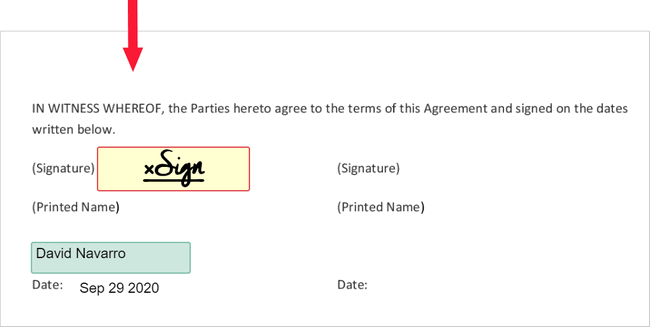 IN WITNESS WHEREOF, the Parties hereto agree to the terms of this Agreement and signed on the dates
written below.
(Signature) xSign (Signature)
(Printed Name) (Printed Name)
David Navarro
Date: Sep 29 2020 Date: